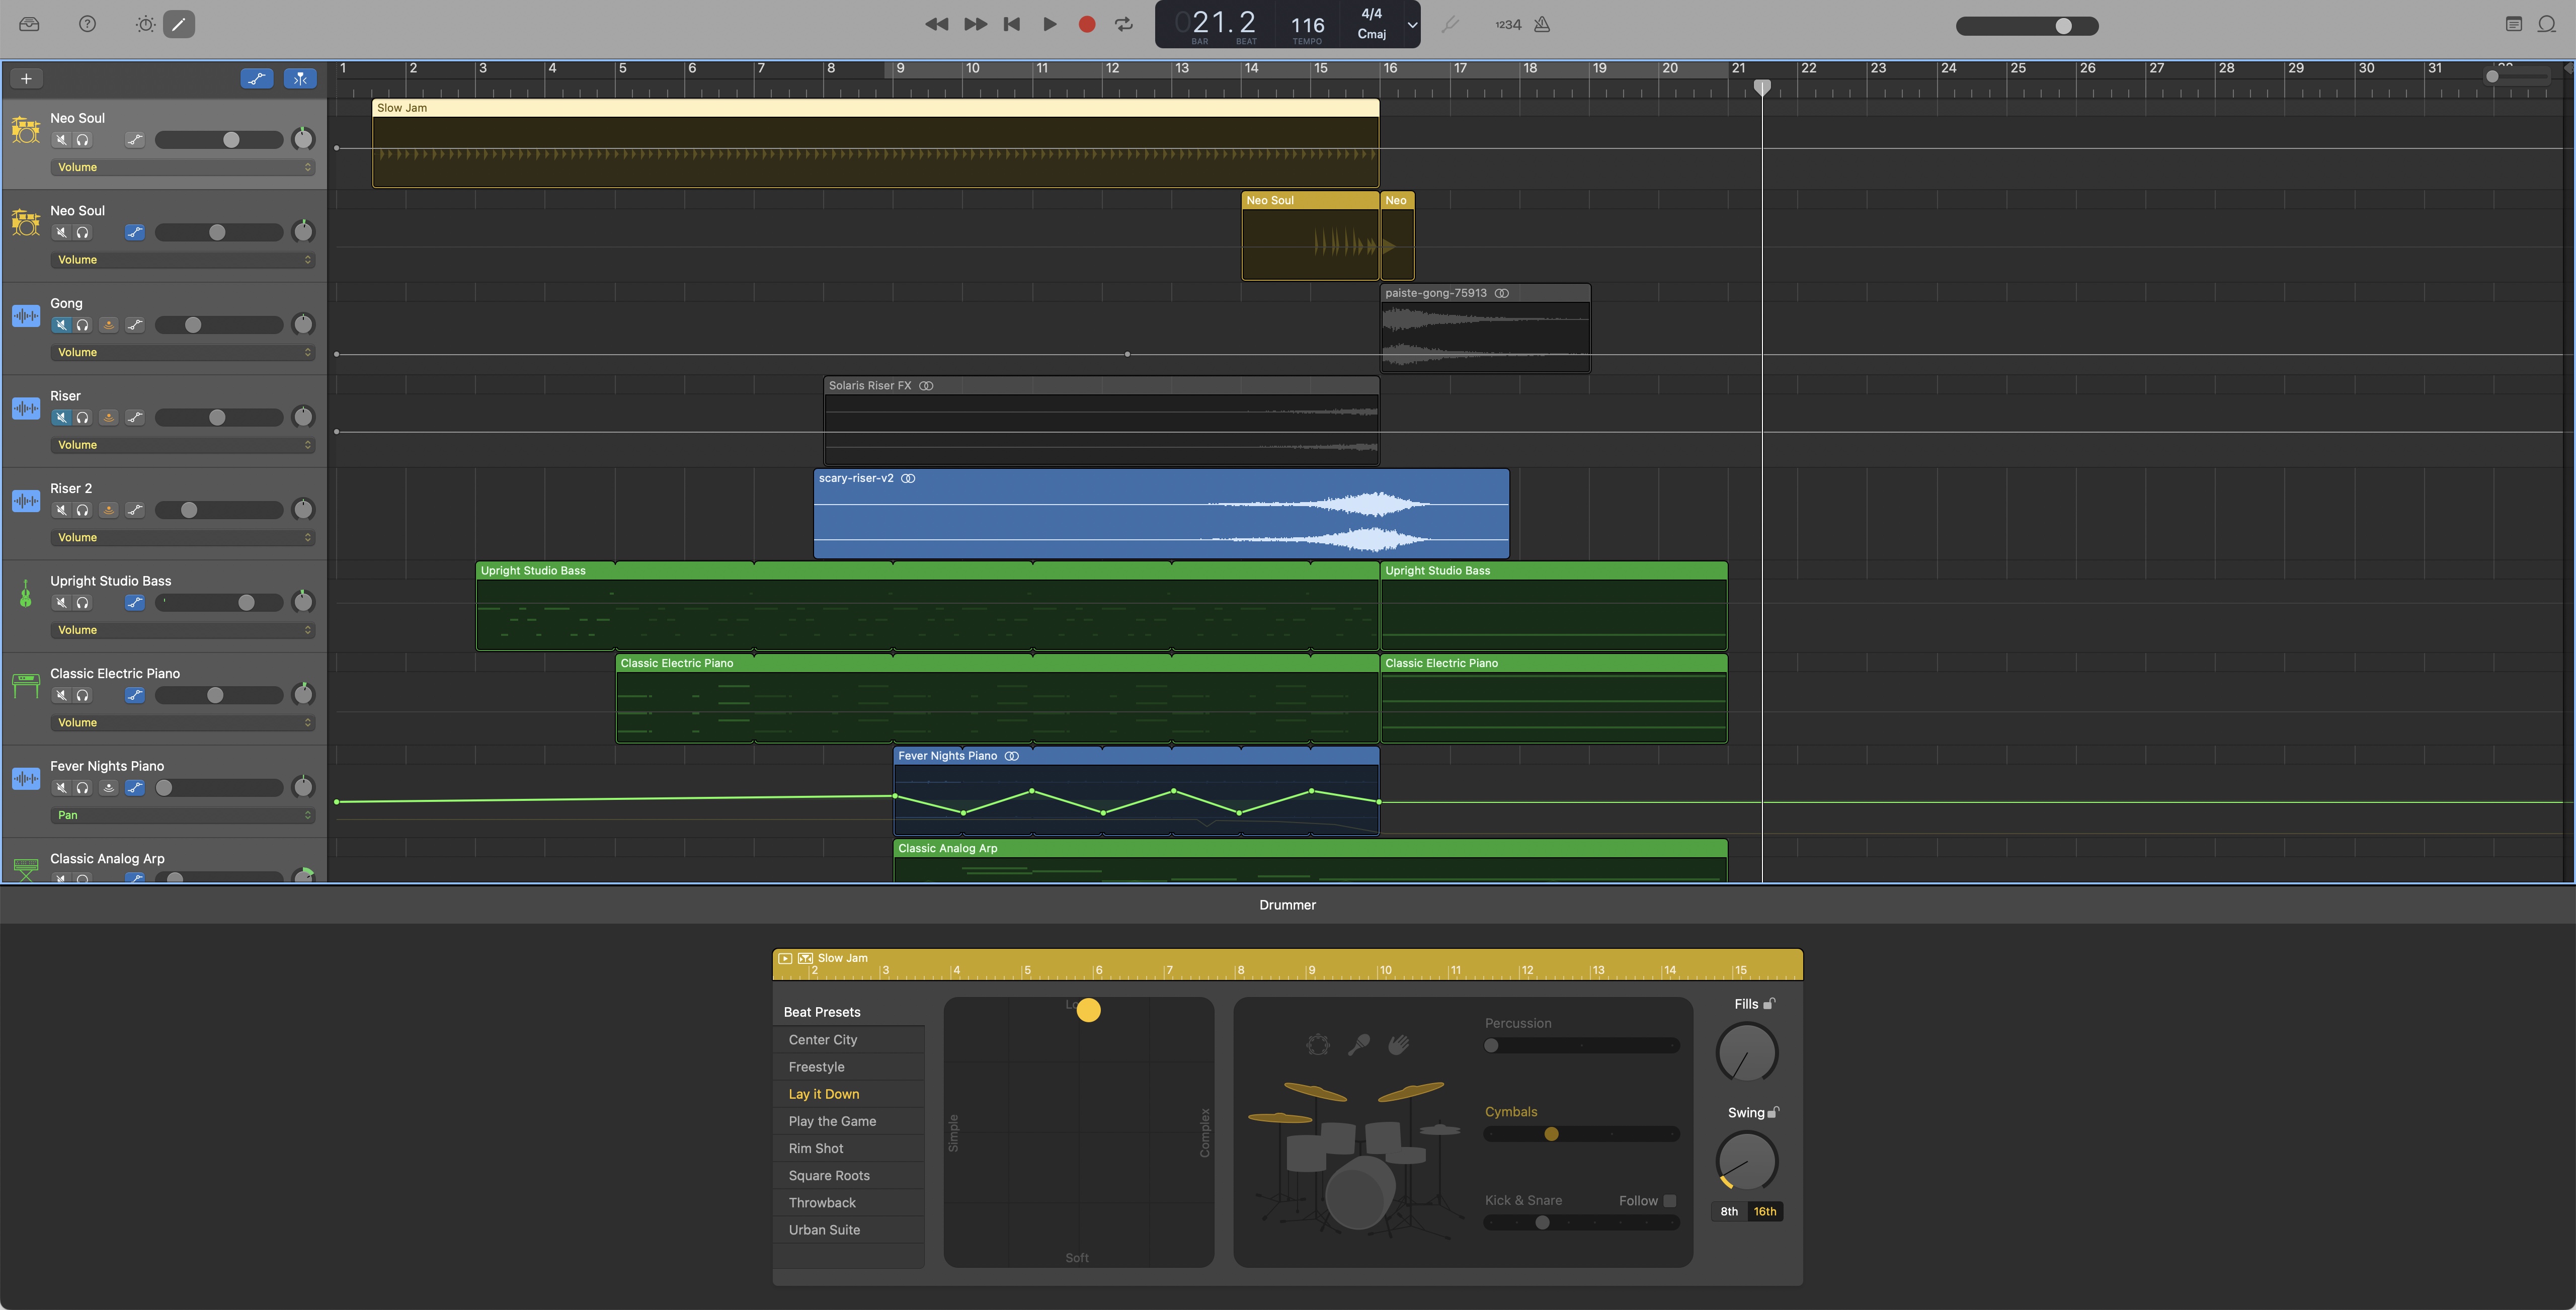 21.2
BAR
BEAT
116
TEMPO
4/4
Cmaj
1234
1 2 3 4 5 6 7 8 9 10 11 12 13 14 15 16 17 18 19 20 21 22 23 24 25 26 27 28 29 30 31
Neo Soul
Volume
Slow Jam
Neo Soul
Volume
Neo Soul
Neo
Gong
Volume
paiste-gong-75913
Riser
Volume
Solaris Riser FX
Riser 2
Volume
scary-riser-v2
Upright Studio Bass
Volume
Upright Studio Bass
Upright Studio Bass
Classic Electric Piano
Volume
Classic Electric Piano
Classic Electric Piano
Fever Nights Piano
Pan
Fever Nights Piano
Classic Analog Arp
Classic Analog Arp
Drummer
Slow Jam
2 3 4 5 6 7 8 9 10 11 12 13 14 15
Beat Presets
Center City
Freestyle
Lay it Down
Play the Game
Rim Shot
Square Roots
Throwback
Urban Suite
Simple
Complex
Soft
Percussion
Cymbals
Kick & Snare
Follow
Fills
Swing
8th
16th